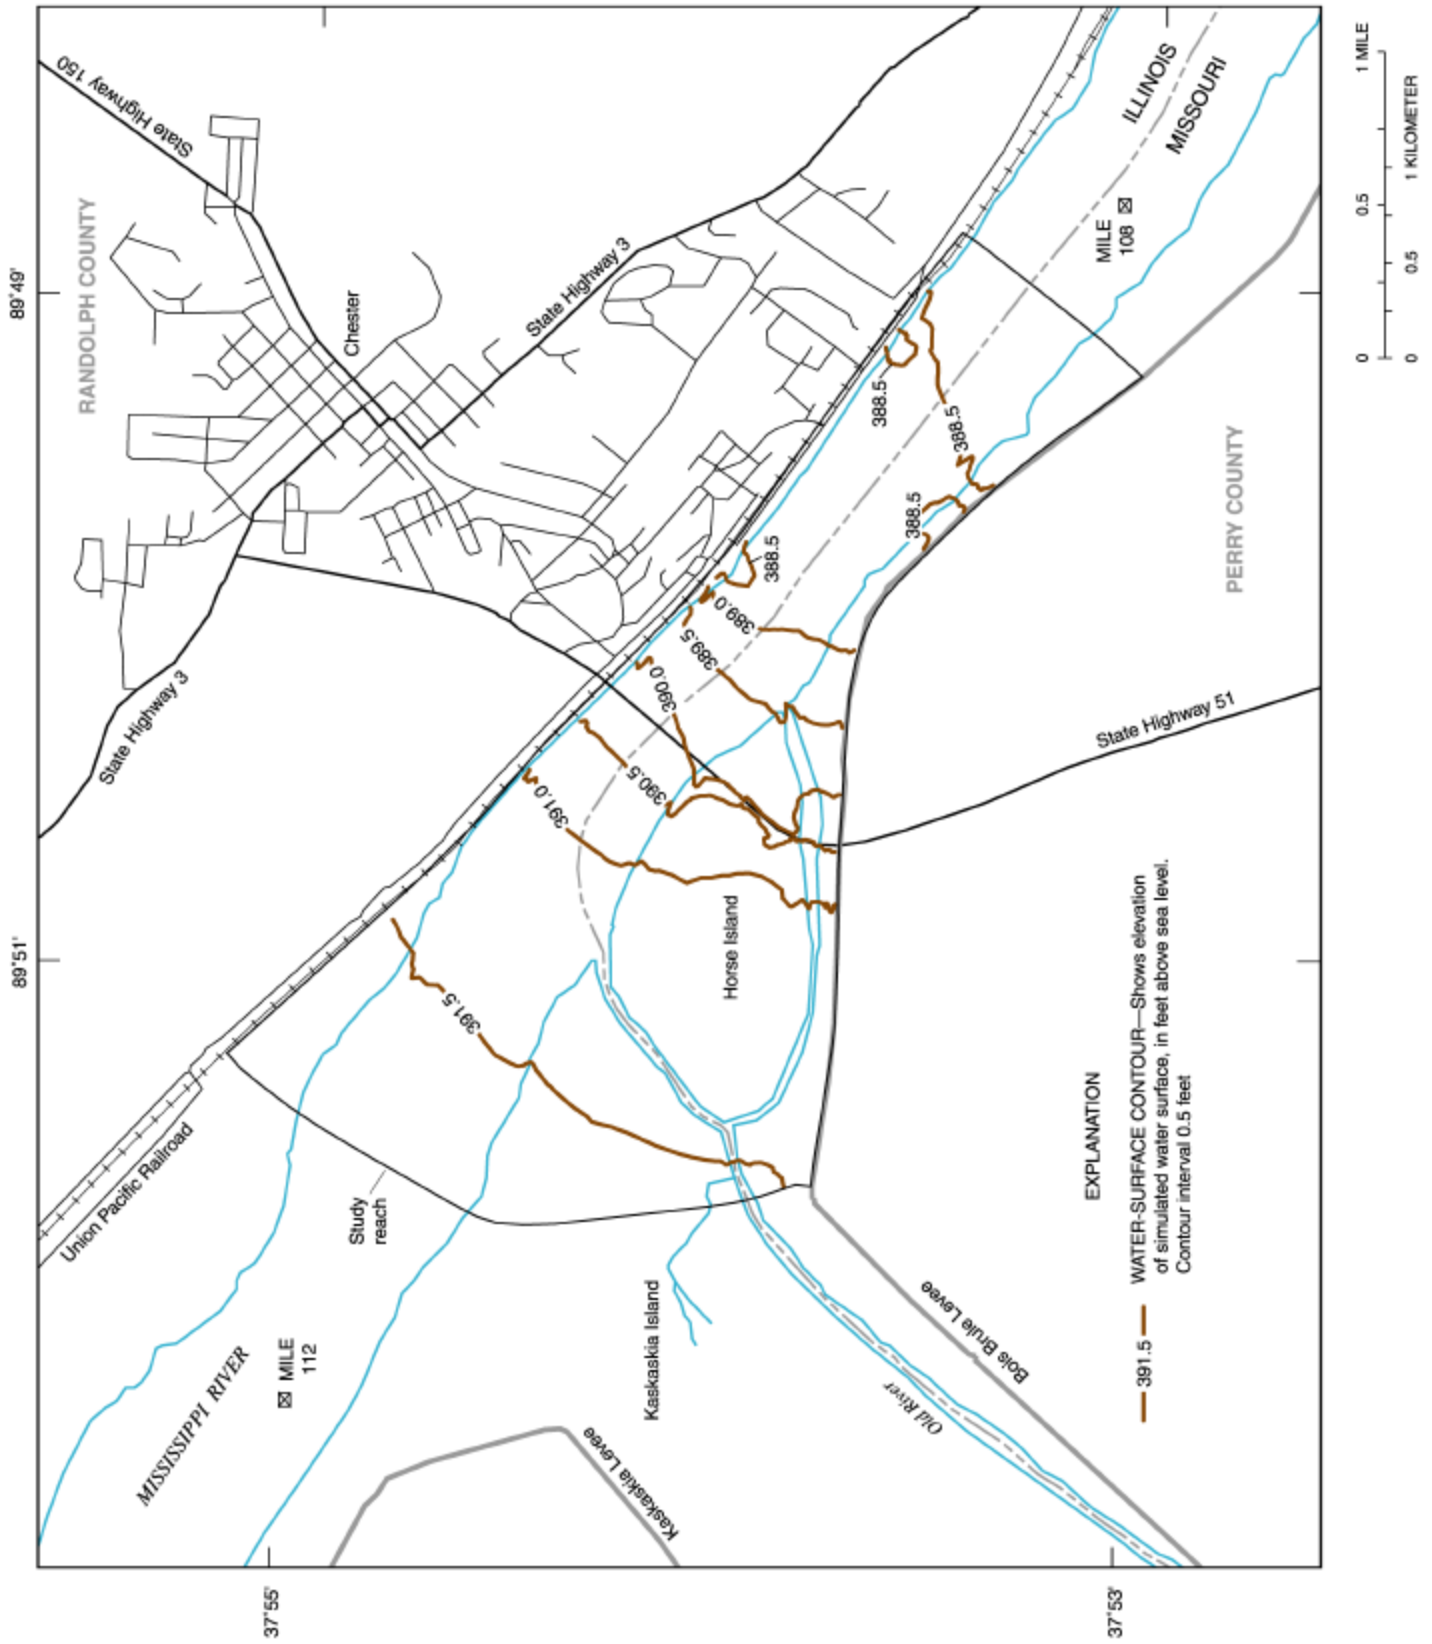 89°51'
89°49'
37°55'
37°53'
RANDOLPH COUNTY
State Highway 150
Chester
State Highway 3
State Highway 3
Union Pacific Railroad
MISSISSIPPI RIVER
MILE
112
Study
reach
391.5
391.0
390.5
390.0
389.5
389.0
388.5
388.5
388.5
388.5
Kaskaskia Island
Kaskaskia Levee
Horse Island
Old River
Bois Brule Levee
State Highway 51
PERRY COUNTY
ILLINOIS
MISSOURI
MILE
108
EXPLANATION
391.5
WATER-SURFACE CONTOUR—Shows elevation
of simulated water surface, in feet above sea level.
Contour interval 0.5 feet
0 0.5 1 MILE
0 0.5 1 KILOMETER